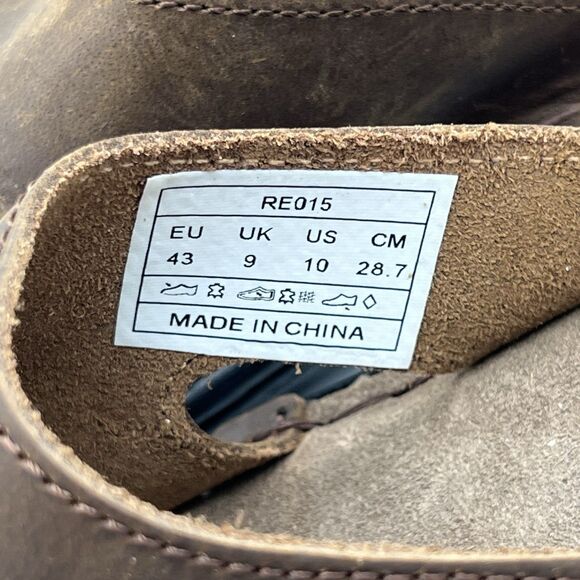 RE015
EU UK US CM
43 9 10 28.7
MADE IN CHINA